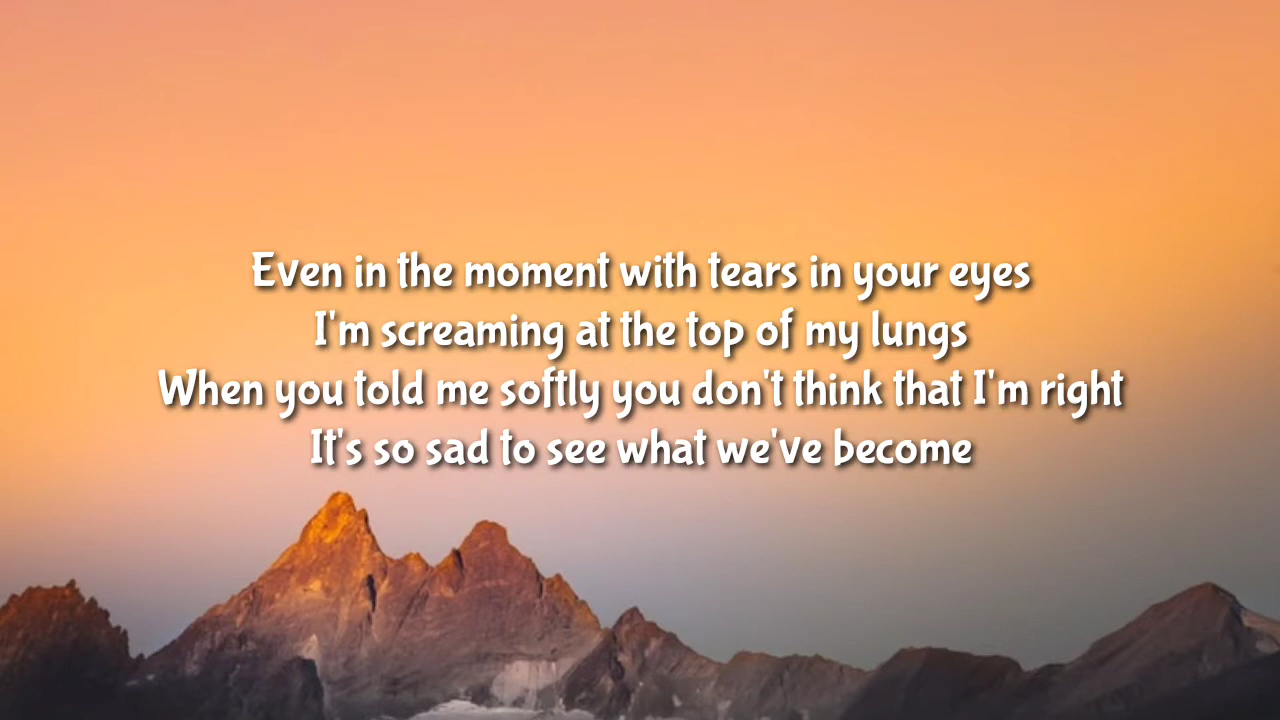 Even in the moment with tears in your eyes
I'm screaming at the top of my lungs
When you told me softly you don't think that I'm right
It's so sad to see what we've become